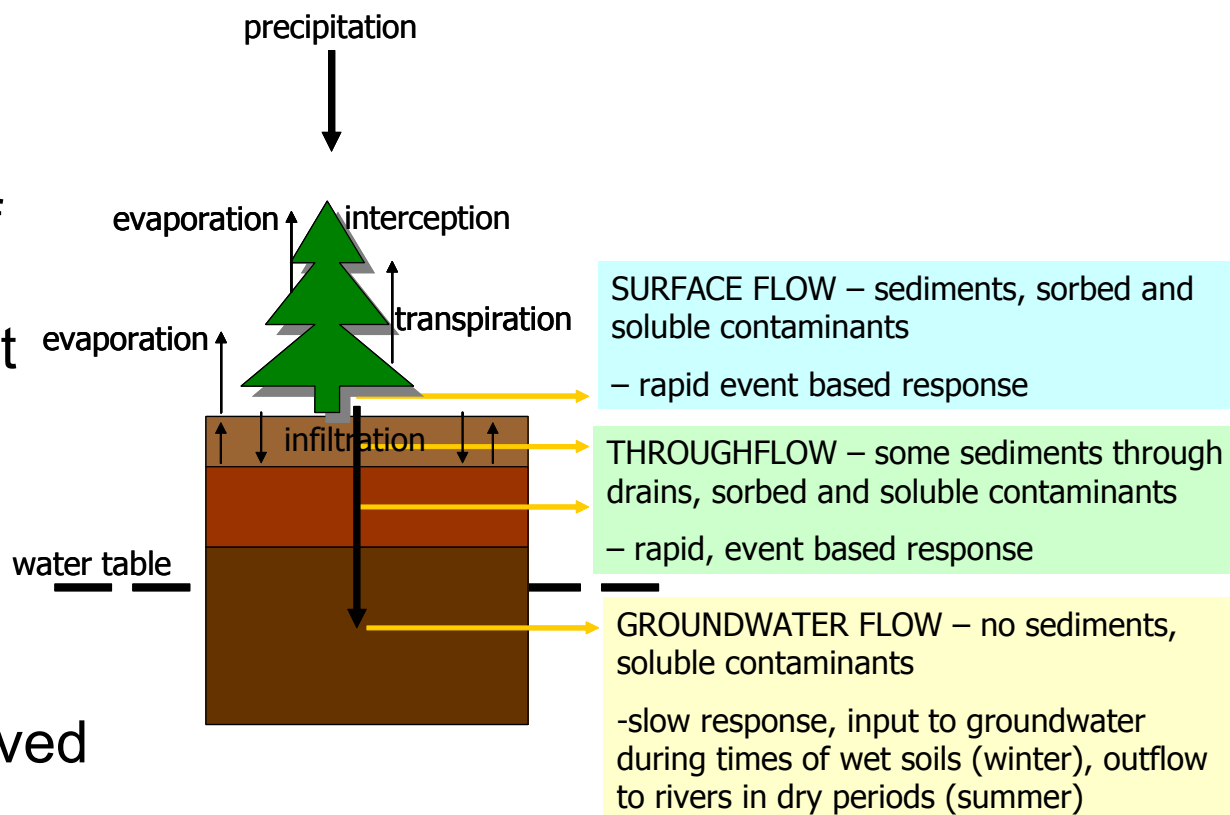 precipitation
f
evaporation
interception
t
evaporation
transpiration
infiltration
water table
ved
SURFACE FLOW – sediments, sorbed and
soluble contaminants
– rapid event based response
THROUGHFLOW – some sediments through
drains, sorbed and soluble contaminants
– rapid, event based response
GROUNDWATER FLOW – no sediments,
soluble contaminants
-slow response, input to groundwater
during times of wet soils (winter), outflow
to rivers in dry periods (summer)